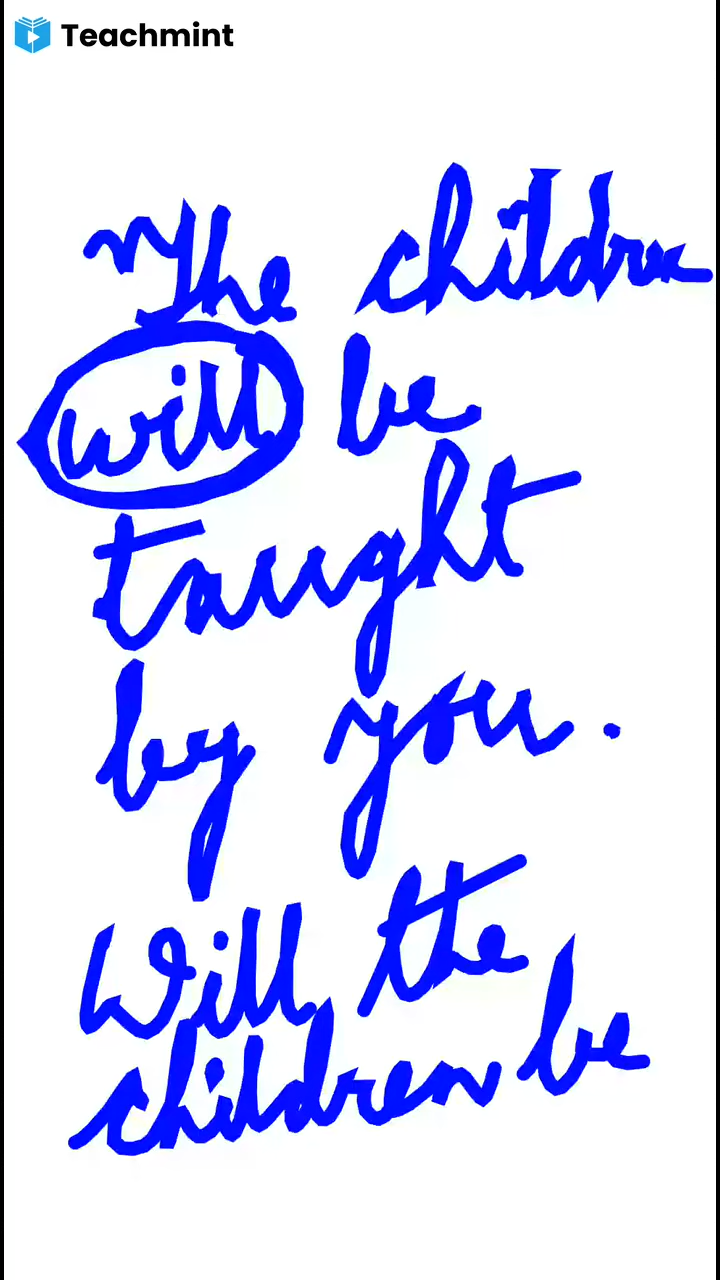 Teachmint
The children
will be
taught
by you.
Will the
children be